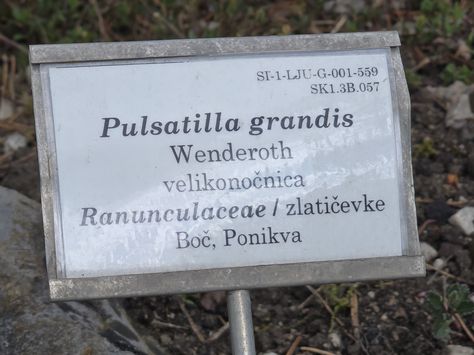 SI-1-LJU-G-001-559
SK1.3B.057
Pulsatilla grandis
Wenderoth
velikonočnica
Ranunculaceae / zlatičevke
Boč, Ponikva